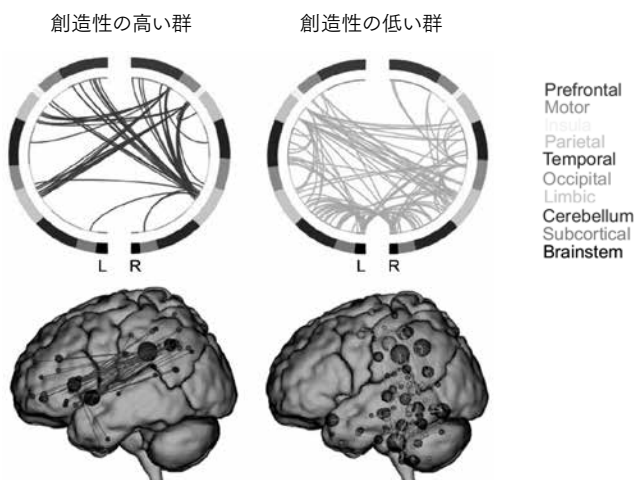 創造性の高い群
創造性の低い群
Prefrontal
Motor
Insula
Parietal
Temporal
Occipital
Limbic
Cerebellum
Subcortical
Brainstem
L R
L R